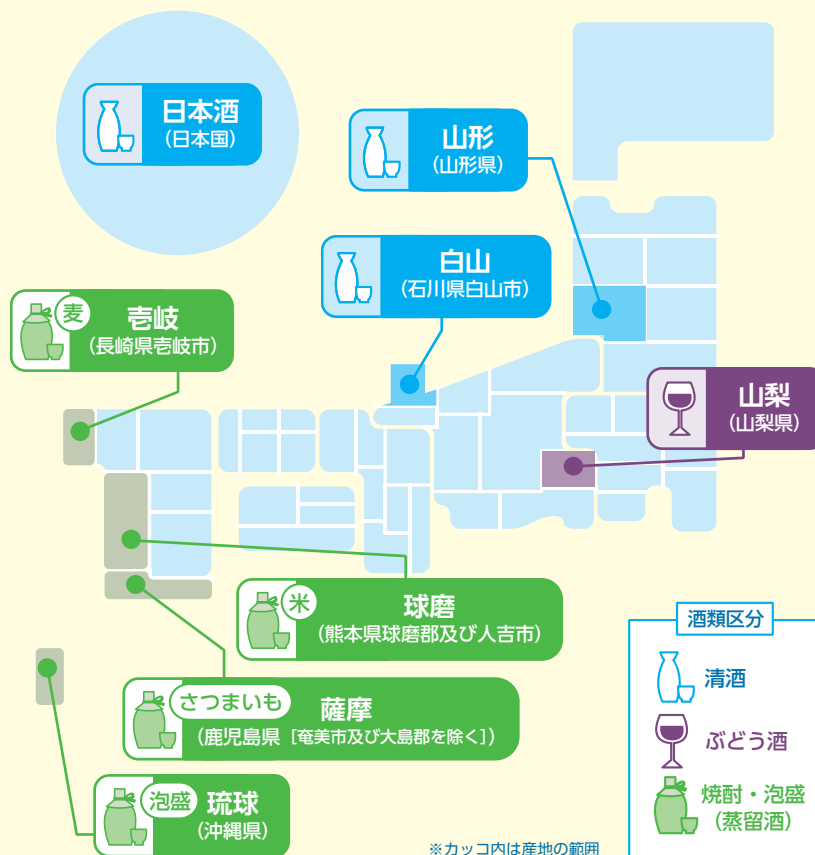 日本酒
(日本国)
山形
(山形県)
白山
(石川県白山市)
麦
壱岐
(長崎県壱岐市)
山梨
(山梨県)
米
球磨
(熊本県球磨郡及び人吉市)
さつまいも
薩摩
(鹿児島県［奄美市及び大島郡を除く］)
泡盛
琉球
(沖縄県)
酒類区分
清酒
ぶどう酒
焼酎・泡盛
(蒸留酒)
※カッコ内は産地の範囲